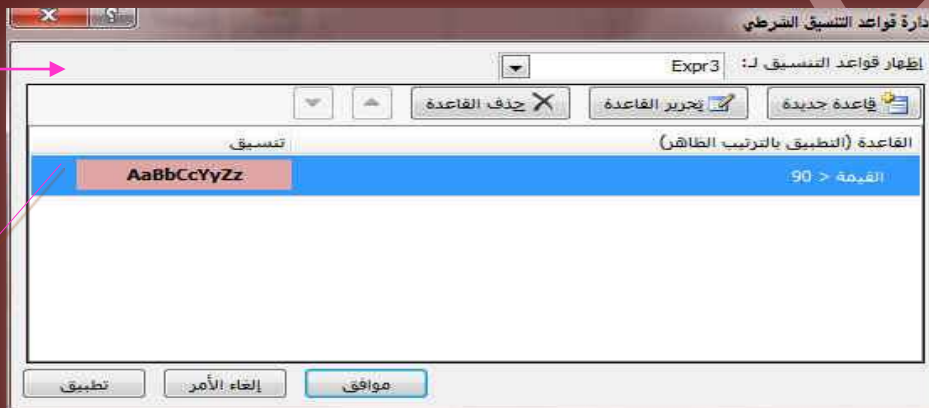 دارة قواعد التنسيق الشرطي
إظهار قواعد التنسيق لـ: Expr3
قاعدة جديدة تحرير القاعدة حذف القاعدة
القاعدة (التطبيق بالترتيب الظاهر) تنسيق
القيمة < 90 AaBbCcYyZz
موافق إلغاء الأمر تطبيق